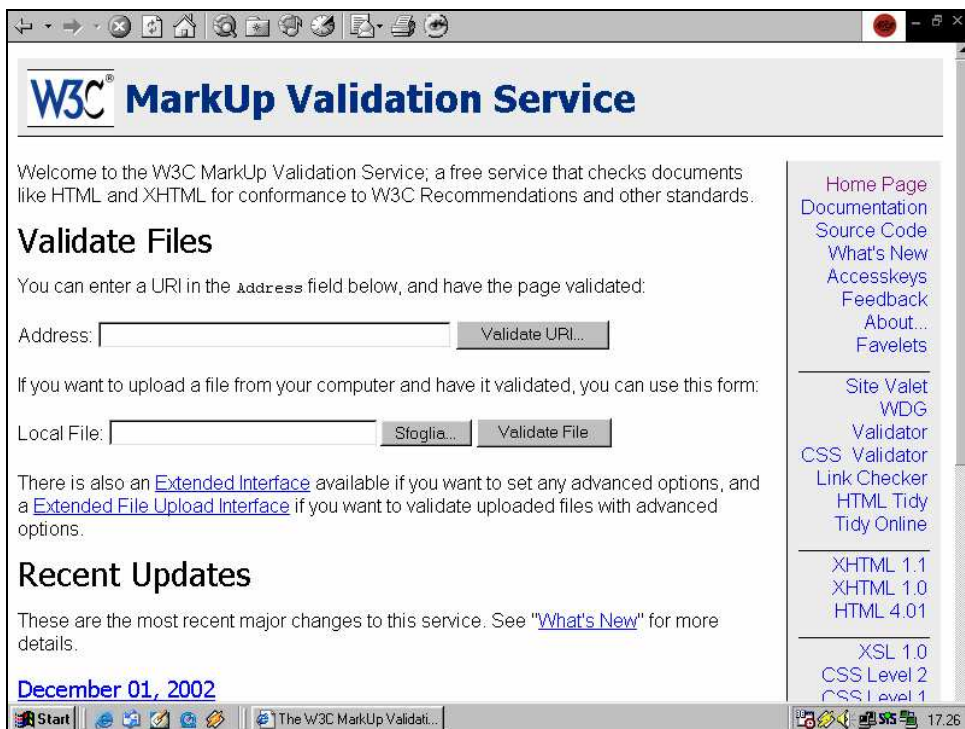 W3C® MarkUp Validation Service
Welcome to the W3C MarkUp Validation Service; a free service that checks documents
like HTML and XHTML for conformance to W3C Recommendations and other standards.
Validate Files
You can enter a URI in the Address field below, and have the page validated:
Address: Validate URI...
If you want to upload a file from your computer and have it validated, you can use this form:
Local File: Sfoglia... Validate File
There is also an Extended Interface available if you want to set any advanced options, and
a Extended File Upload Interface if you want to validate uploaded files with advanced
options.
Recent Updates
These are the most recent major changes to this service. See "What's New" for more
details.
December 01, 2002
Home Page
Documentation
Source Code
What's New
Accesskeys
Feedback
About...
Favelets
Site Valet
WDG
Validator
CSS Validator
Link Checker
HTML Tidy
Tidy Online
XHTML 1.1
XHTML 1.0
HTML 4.01
XSL 1.0
CSS Level 2
CSS Level 1
Start
The W3C MarkUp Validati...
17.26